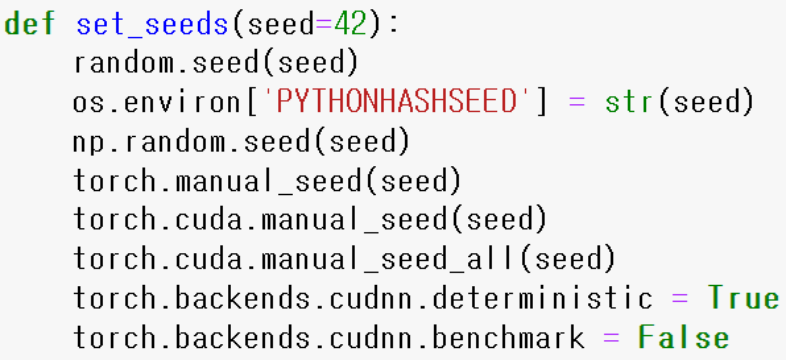 def set_seeds(seed=42):
    random.seed(seed)
    os.environ['PYTHONHASHSEED'] = str(seed)
    np.random.seed(seed)
    torch.manual_seed(seed)
    torch.cuda.manual_seed(seed)
    torch.cuda.manual_seed_all(seed)
    torch.backends.cudnn.deterministic = True
    torch.backends.cudnn.benchmark = False